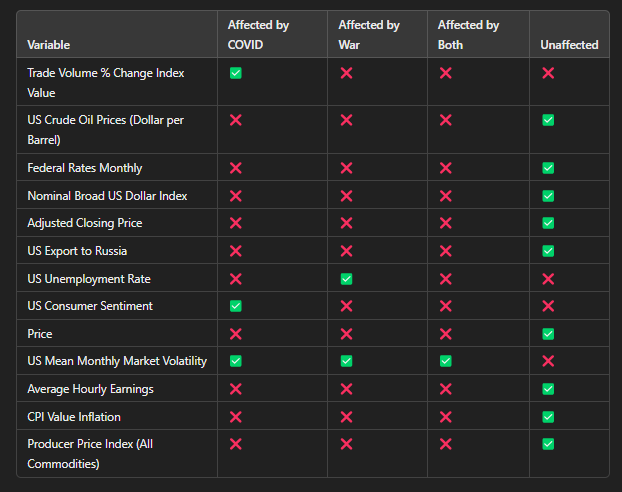 Variable
Affected by
COVID
Affected by
War
Affected by
Both
Unaffected
Trade Volume % Change Index
Value
✅ ❌ ❌ ❌
US Crude Oil Prices (Dollar per
Barrel)
❌ ❌ ❌ ✅
Federal Rates Monthly ❌ ❌ ❌ ✅
Nominal Broad US Dollar Index ❌ ❌ ❌ ✅
Adjusted Closing Price ❌ ❌ ❌ ✅
US Export to Russia ❌ ❌ ❌ ✅
US Unemployment Rate ❌ ✅ ❌ ❌
US Consumer Sentiment ✅ ❌ ❌ ❌
Price ❌ ❌ ❌ ✅
US Mean Monthly Market Volatility ✅ ✅ ✅ ❌
Average Hourly Earnings ❌ ❌ ❌ ✅
CPI Value Inflation ❌ ❌ ❌ ✅
Producer Price Index (All
Commodities)
❌ ❌ ❌ ✅